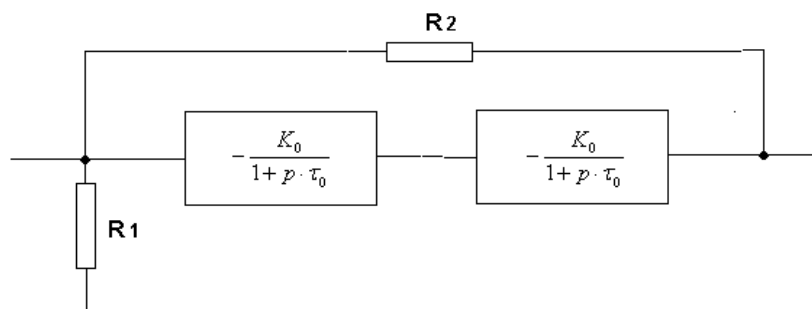 R2
- K₀ / (1 + p · τ₀)
- K₀ / (1 + p · τ₀)
R1